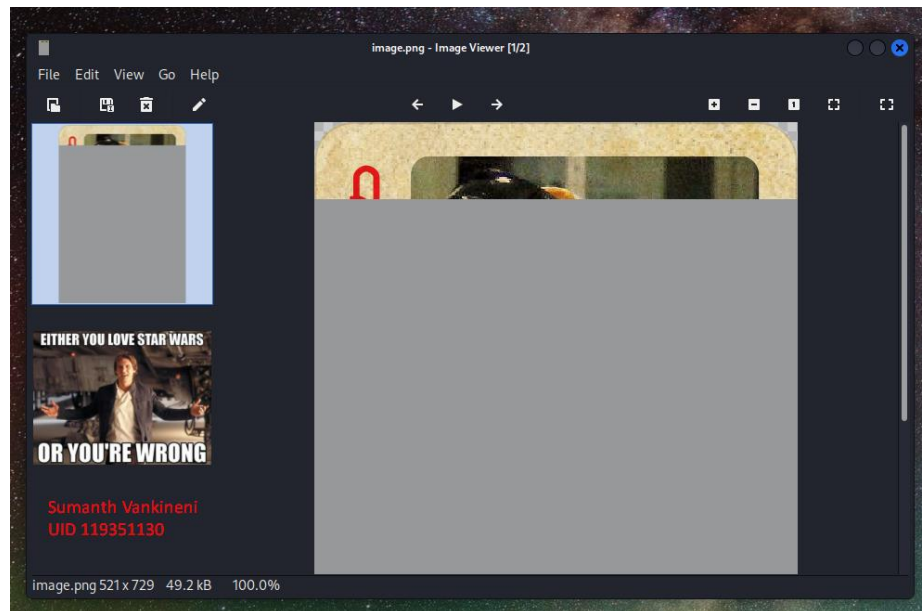 image.png - Image Viewer [1/2]
File Edit View Go Help
1
EITHER YOU LOVE STAR WARS
OR YOU'RE WRONG
Sumanth Vankineni
UID 119351130
image.png 521 x 729 49.2 kB 100.0%